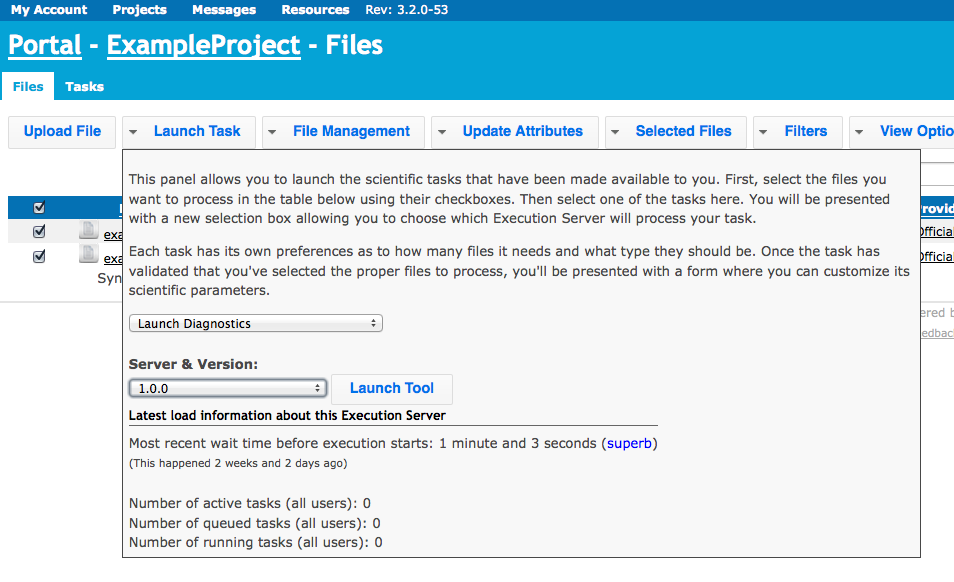 My Account Projects Messages Resources Rev: 3.2.0-53
Portal - ExampleProject - Files
Files Tasks
Upload File Launch Task File Management Update Attributes Selected Files Filters View Optio
This panel allows you to launch the scientific tasks that have been made available to you. First, select the files you
want to process in the table below using their checkboxes. Then select one of the tasks here. You will be presented
with a new selection box allowing you to choose which Execution Server will process your task.
Each task has its own preferences as to how many files it needs and what type they should be. Once the task has
validated that you've selected the proper files to process, you'll be presented with a form where you can customize its
scientific parameters.
Launch Diagnostics
Server & Version:
1.0.0 Launch Tool
Latest load information about this Execution Server
Most recent wait time before execution starts: 1 minute and 3 seconds (superb)
(This happened 2 weeks and 2 days ago)
Number of active tasks (all users): 0
Number of queued tasks (all users): 0
Number of running tasks (all users): 0
exa
exa
Syn
Provid
Official
Official
ered b
eedbac